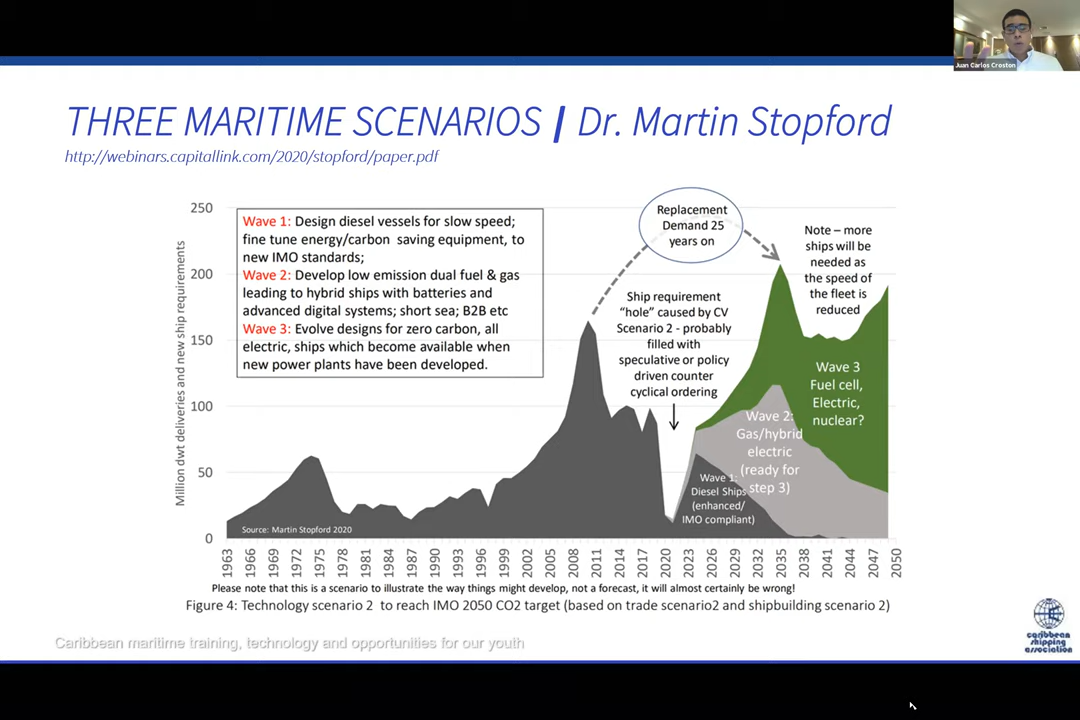 Juan Carlos Croston
THREE MARITIME SCENARIOS | Dr. Martin Stopford
http://webinars.capitallink.com/2020/stopford/paper.pdf
Million dwt deliveries and new ship requirements
250
200
150
100
50
0
Wave 1: Design diesel vessels for slow speed;
fine tune energy/carbon saving equipment, to
new IMO standards;
Wave 2: Develop low emission dual fuel & gas
leading to hybrid ships with batteries and
advanced digital systems; short sea; B2B etc
Wave 3: Evolve designs for zero carbon, all
electric, ships which become available when
new power plants have been developed.
Replacement
Demand 25
years on
Ship requirement
“hole” caused by CV
Scenario 2 - probably
filled with
speculative or policy
driven counter
cyclical ordering
Note – more
ships will be
needed as
the speed of
the fleet is
reduced
Wave 3
Fuel cell,
Electric,
nuclear?
Wave 2:
Gas/hybrid
electric
(ready for
step 3)
Wave 1:
Diesel Ships
(enhanced/
IMO compliant)
Source: Martin Stopford 2020
1963
1966
1969
1972
1975
1978
1981
1984
1987
1990
1993
1996
1999
2002
2005
2008
2011
2014
2017
2020
2023
2026
2029
2032
2035
2038
2041
2044
2047
2050
Please note that this is a scenario to illustrate the way things might develop, not a forecast, it will almost certainly be wrong!
Figure 4: Technology scenario 2 to reach IMO 2050 CO2 target (based on trade scenario2 and shipbuilding scenario 2)
Caribbean maritime training, technology and opportunities for our youth
caribbean
shipping
association